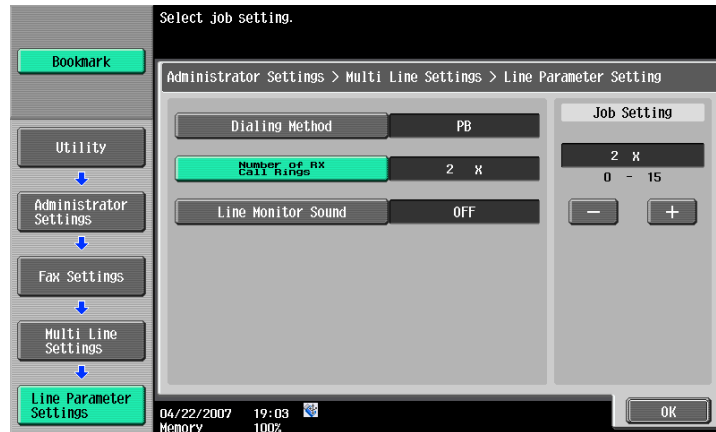 Select job setting.
Bookmark
Administrator Settings > Multi Line Settings > Line Parameter Setting
Utility
Administrator
Settings
Fax Settings
Multi Line
Settings
Line Parameter
Settings
Dialing Method PB
Number of RX
Call Rings
2 X
Line Monitor Sound OFF
Job Setting
2 X
0 - 15
− +
04/22/2007 19:03
Memory 100%
OK